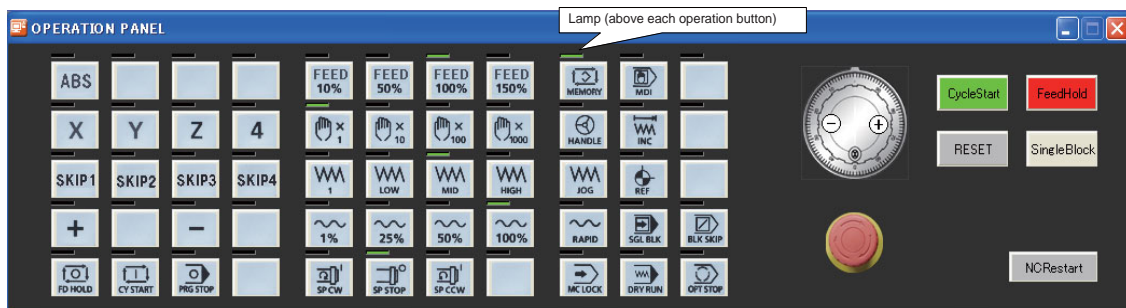 Lamp (above each operation button)
OPERATION PANEL
ABS
FEED
10%
FEED
50%
FEED
100%
FEED
150%
MEMORY
MDI
X
Y
Z
4
×
1
×
10
×
100
×
1000
HANDLE
INC
SKIP1
SKIP2
SKIP3
SKIP4
1
LOW
MID
HIGH
JOG
REF
+
−
1%
25%
50%
100%
RAPID
SGL BLK
BLK SKIP
FD HOLD
CY START
PRG STOP
SP CW
SP STOP
SP CCW
MC LOCK
DRY RUN
OPT STOP
− +
CycleStart
FeedHold
RESET
SingleBlock
NCRestart